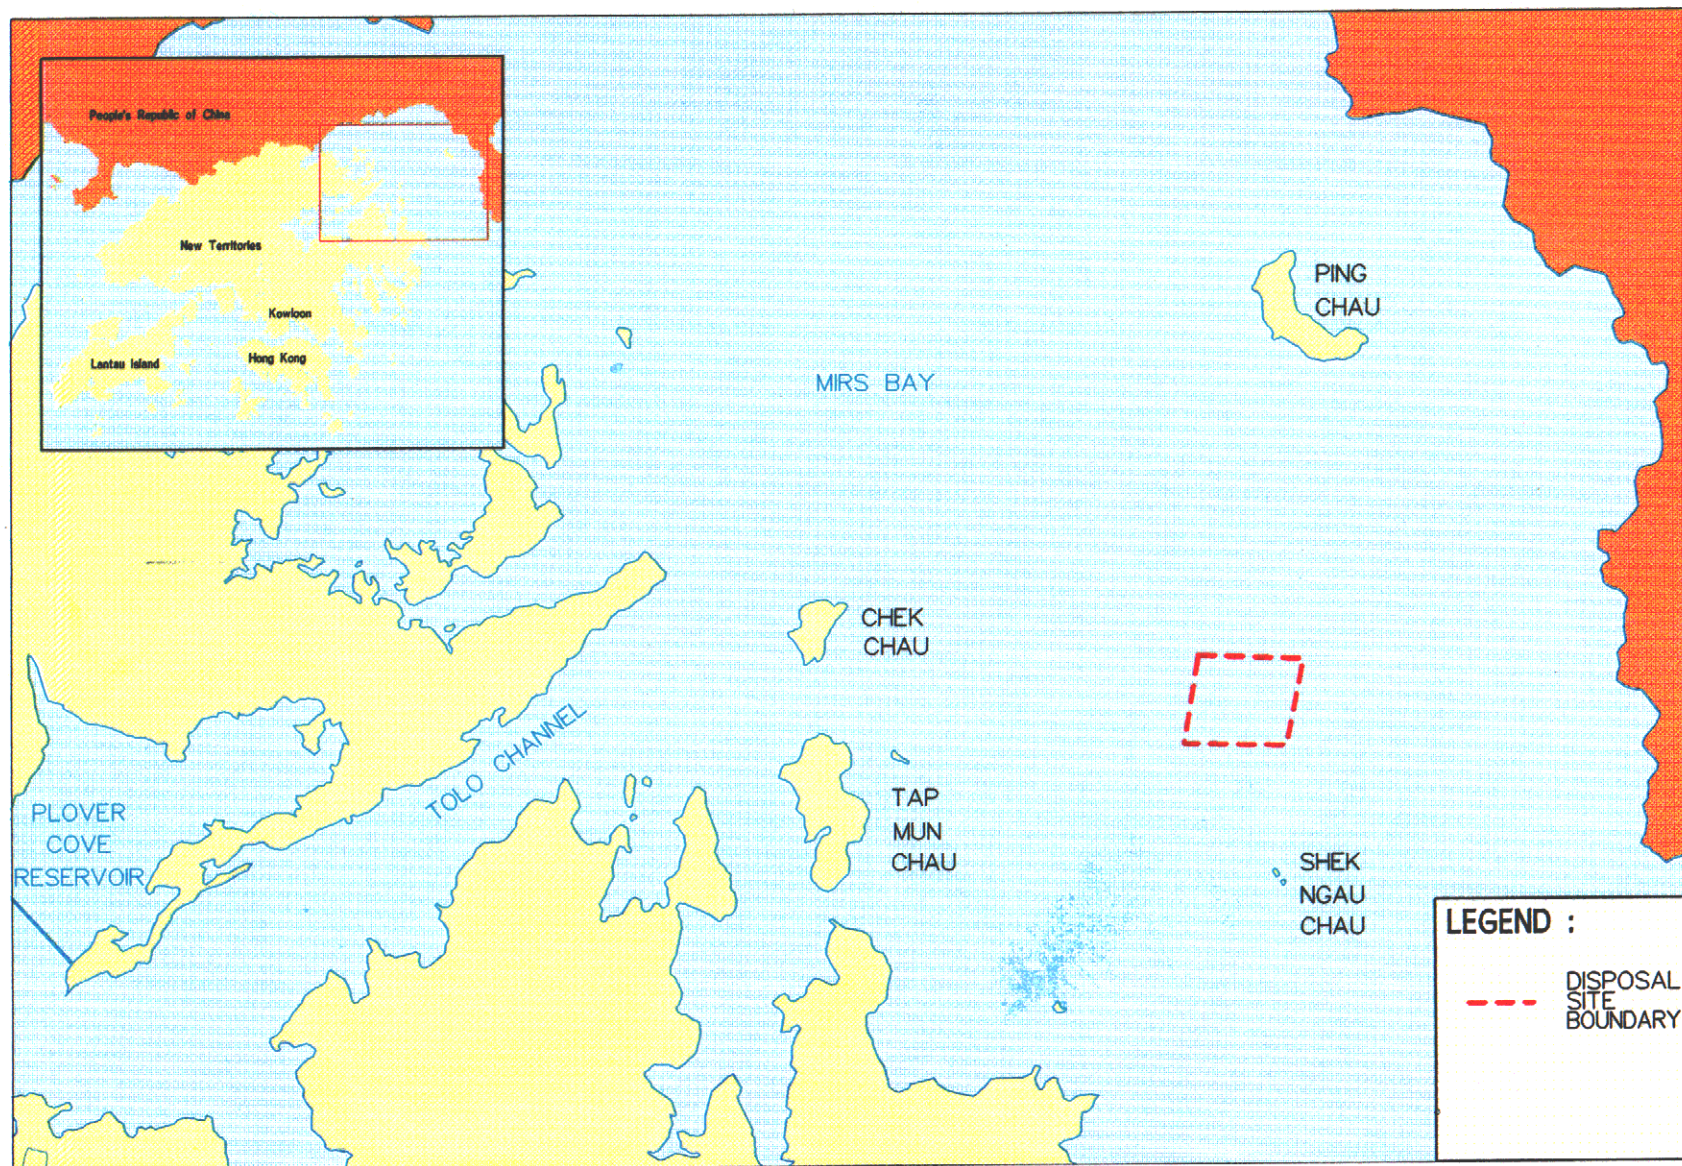 People's Republic of China
New Territories
Kowloon
Lantau Island
Hong Kong
PING
CHAU
MIRS BAY
CHEK
CHAU
TOLO CHANNEL
PLOVER
COVE
RESERVOIR
TAP
MUN
CHAU
SHEK
NGAU
CHAU
LEGEND :
DISPOSAL
SITE
BOUNDARY